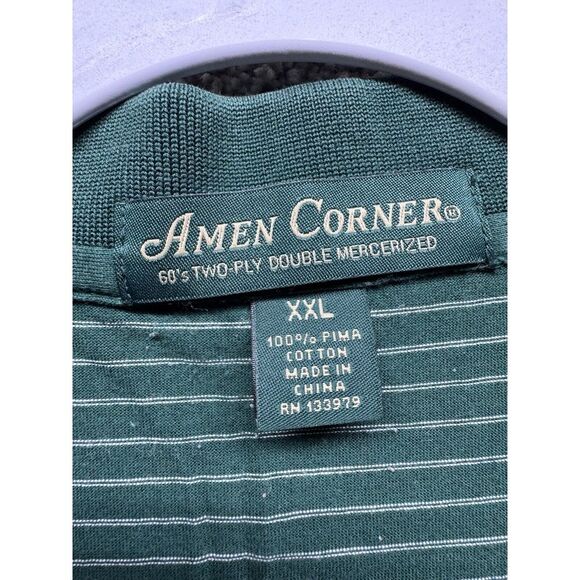 AMEN CORNER®
60's TWO-PLY DOUBLE MERCERIZED
XXL
100% PIMA
COTTON
MADE IN
CHINA
RN 133979